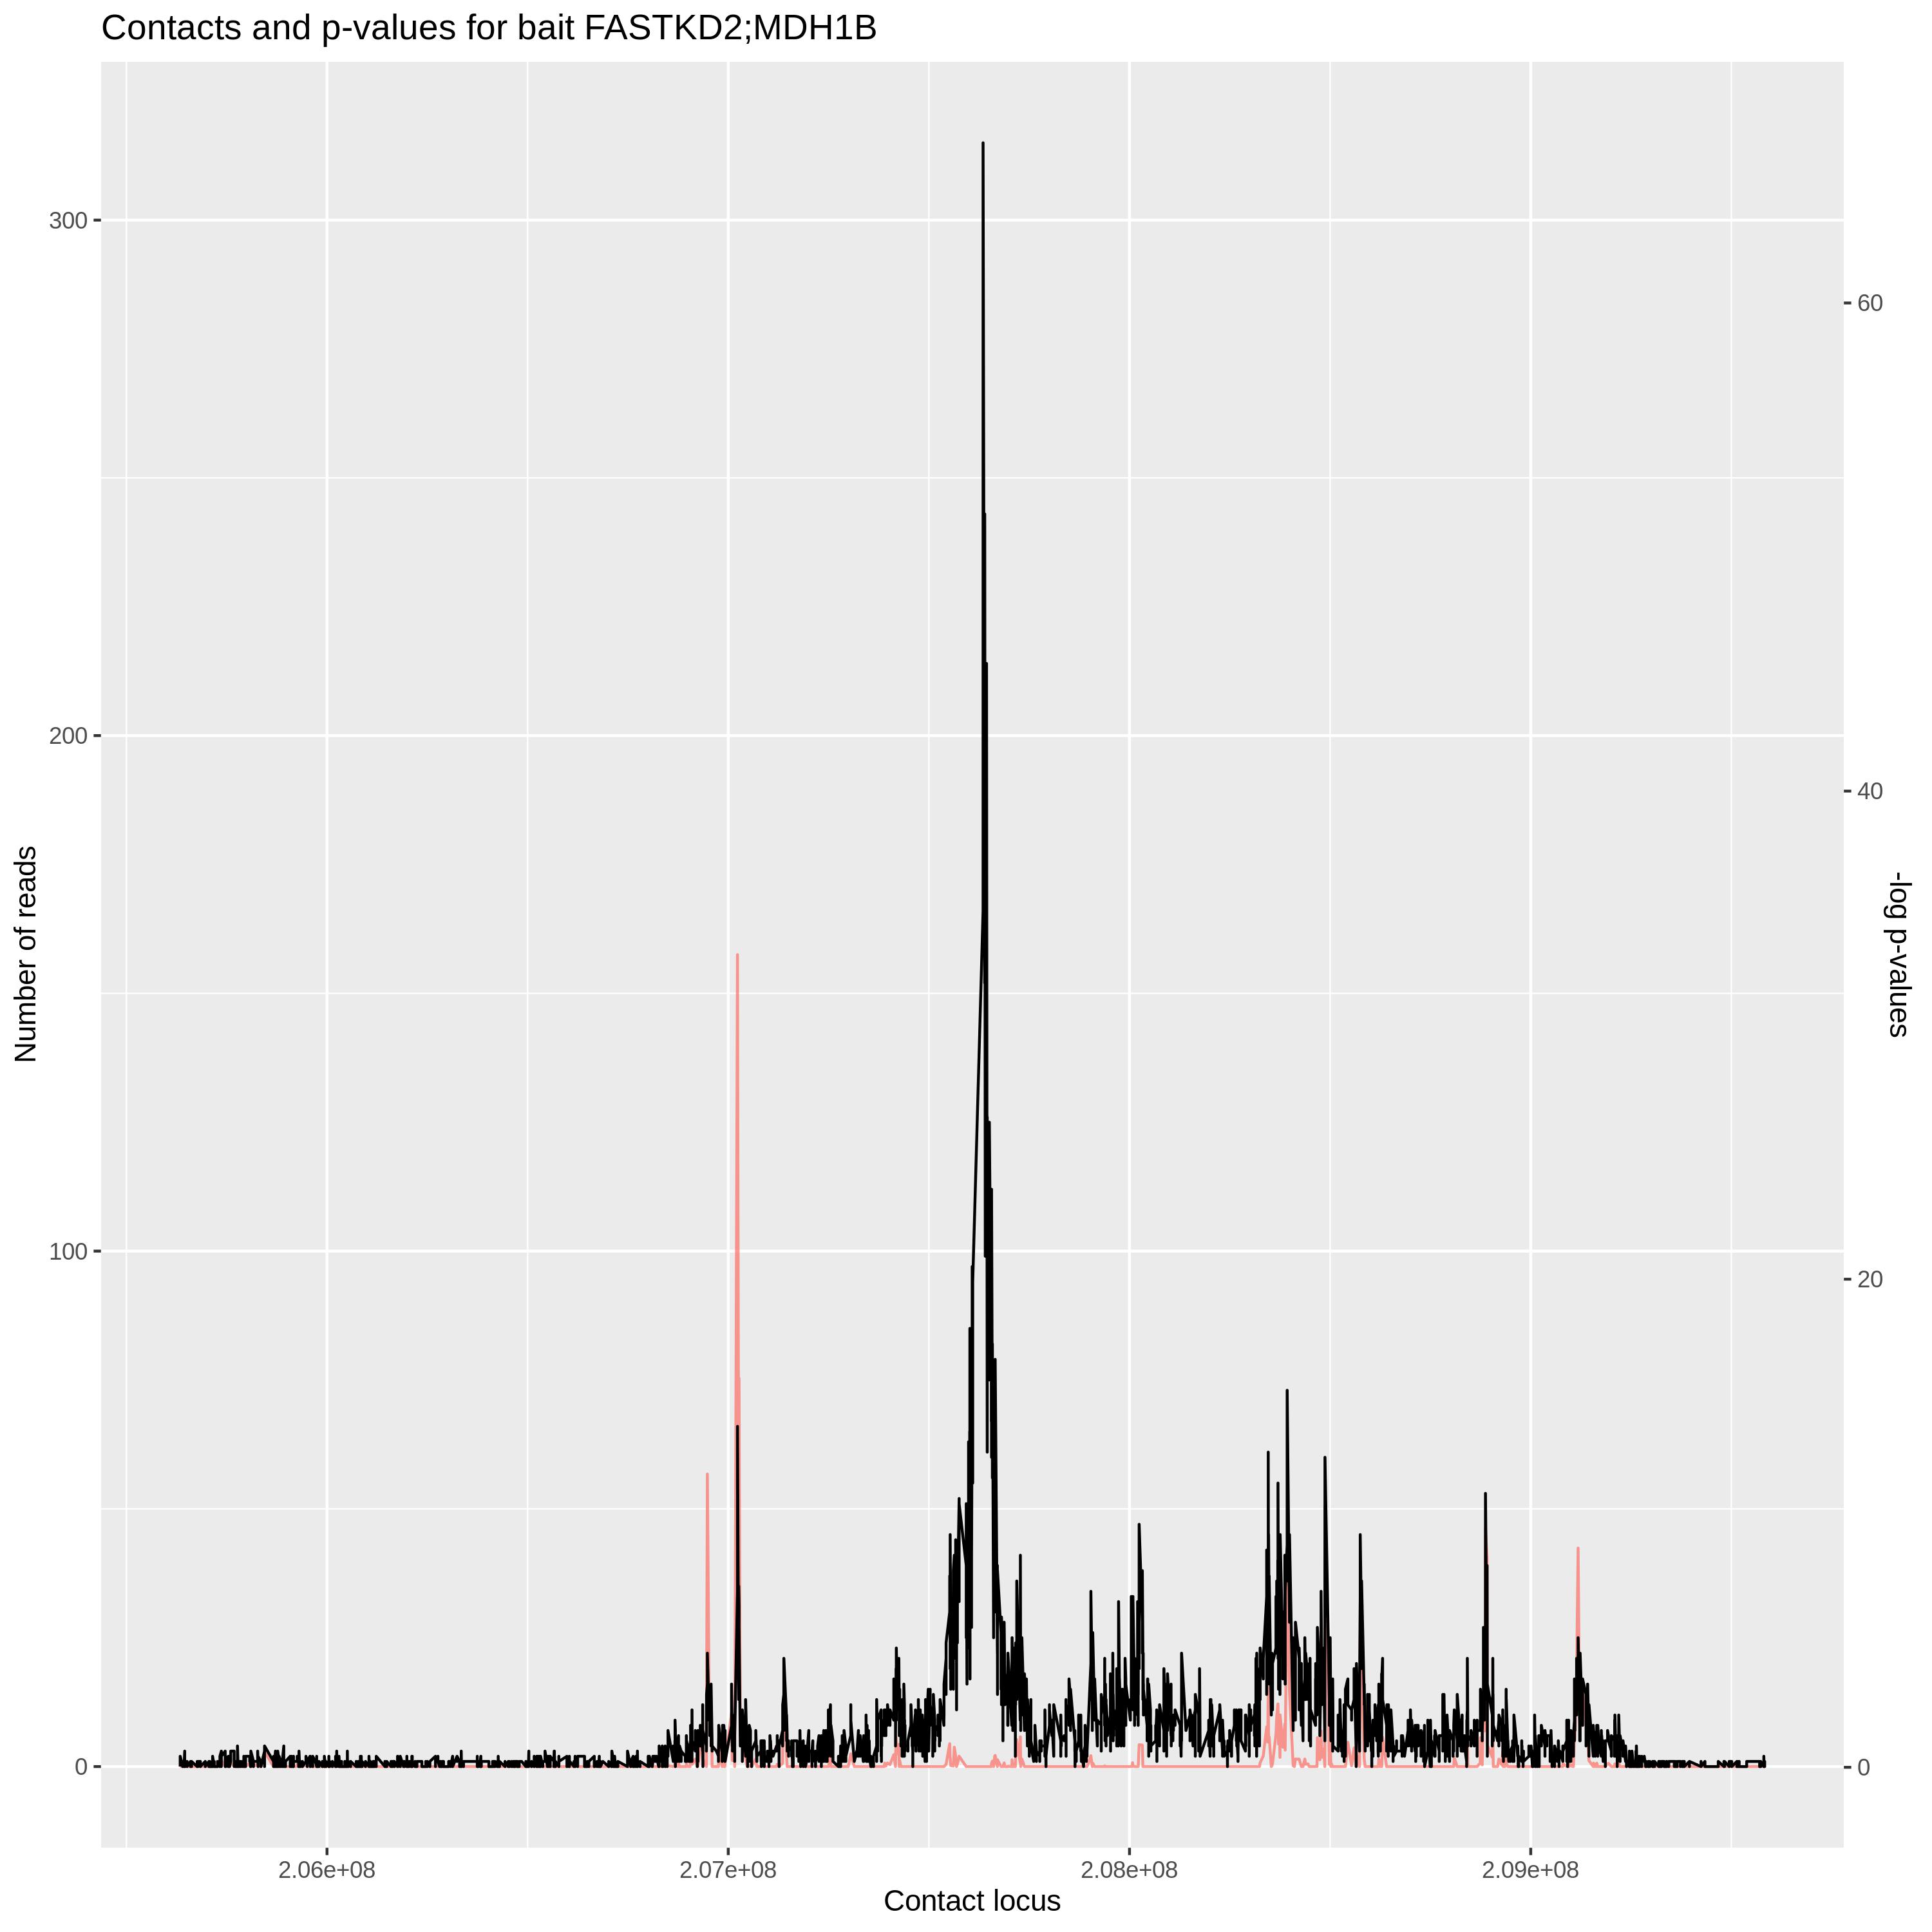 Contacts and p-values for bait FASTKD2;MDH1B
300
200
100
0
Number of reads
60
40
20
0
-log p-values
2.06e+08
2.07e+08
2.08e+08
2.09e+08
Contact locus